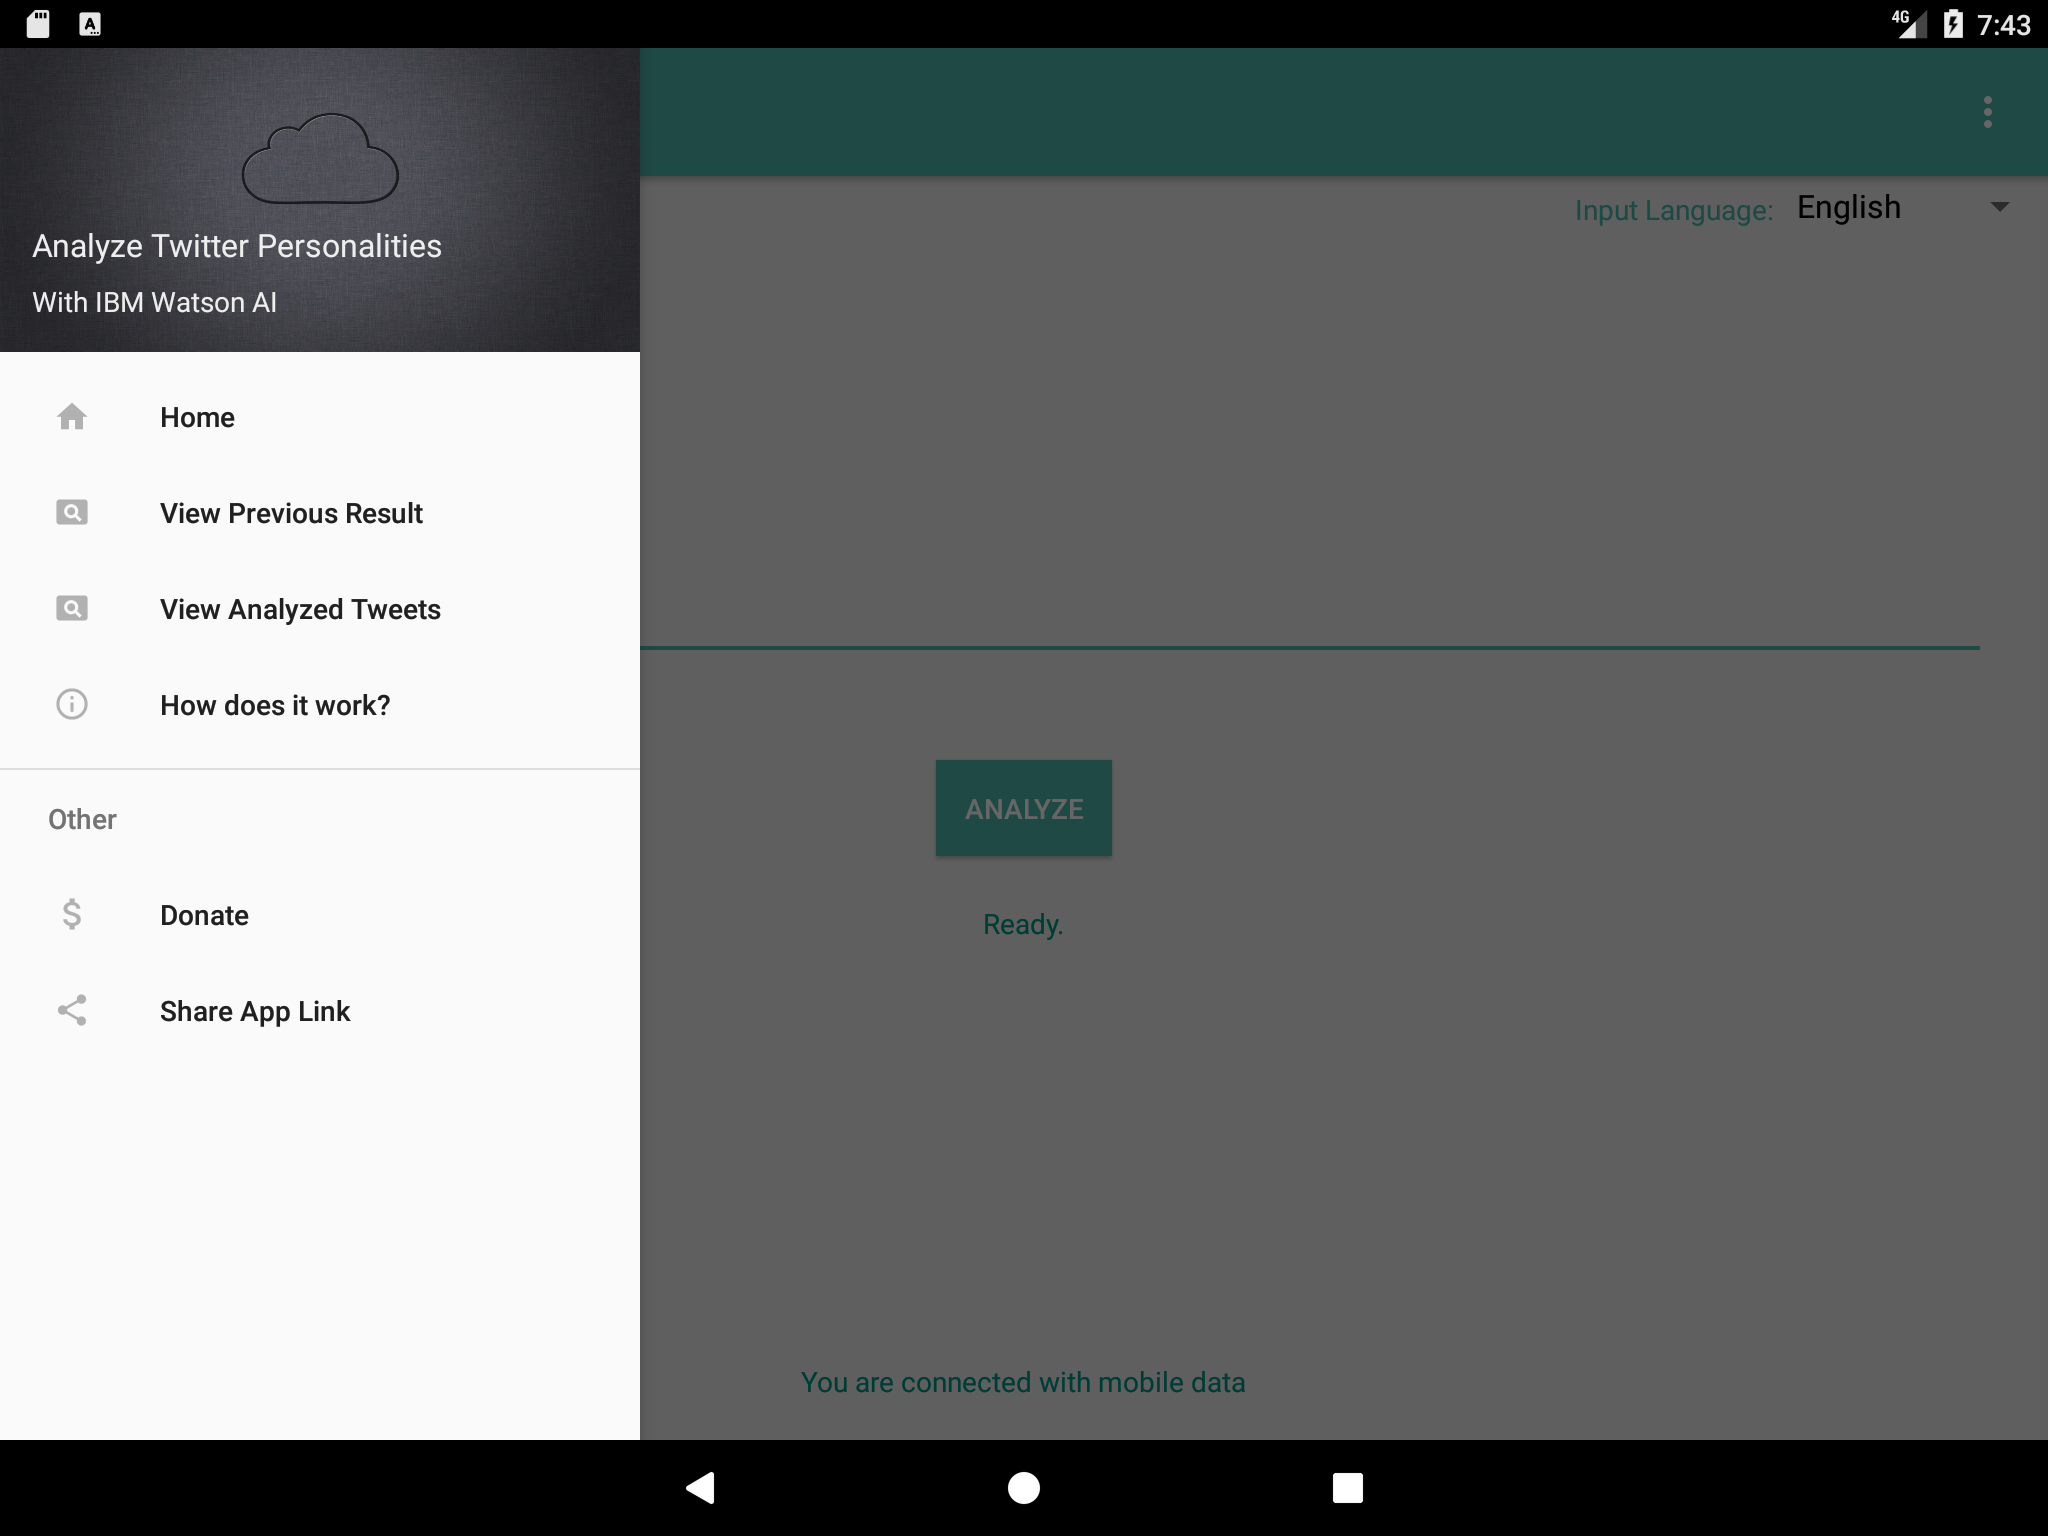 4G 7:43
Analyze Twitter Personalities
With IBM Watson AI
Home
View Previous Result
View Analyzed Tweets
How does it work?
Other
Donate
Share App Link
Input Language: English
ANALYZE
Ready.
You are connected with mobile data